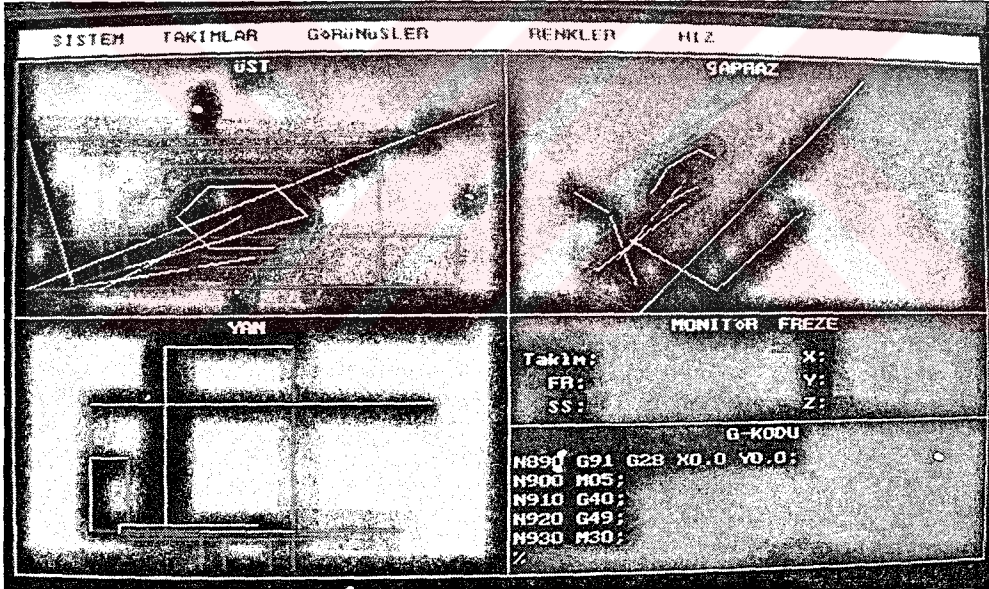 SISTEM TAKIMLAR GöRüNüSLER RENKLER HIZ
üST
çAPRAZ
YAN
MONITöR FREZE
Takim: X:
FR: Y:
SS: Z:
G-KODU
N890 G91 G28 X0.0 Y0.0;
N900 M05;
N910 G40;
N920 G49;
N930 M30;
%